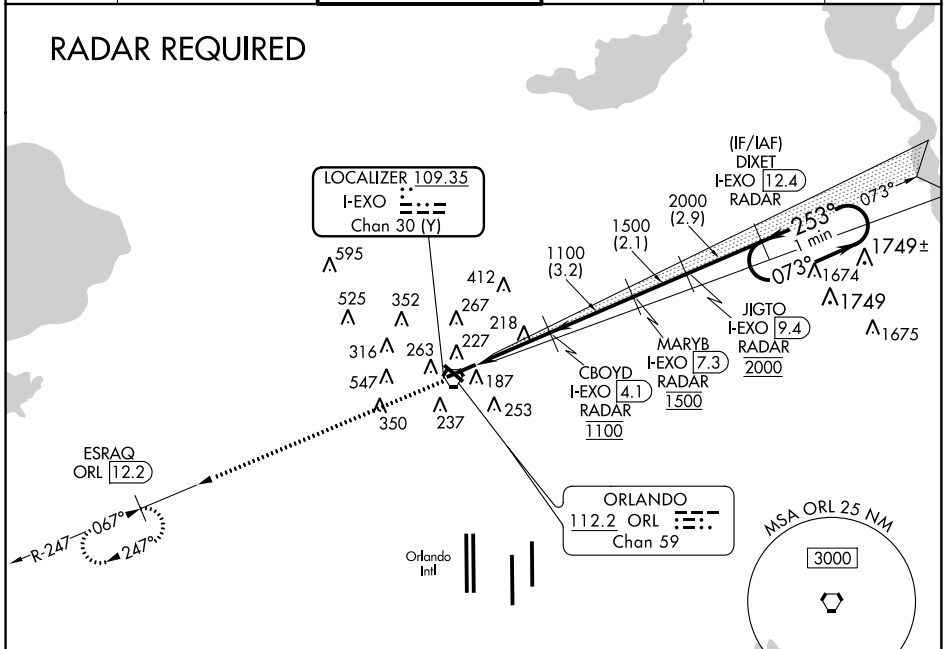 RADAR REQUIRED
(IF/IAF)
DIXET
I-EXO 12.4
RADAR
LOCALIZER 109.35
I-EXO
Chan 30 (Y)
2000
(2.9)
1500
(2.1)
1100
(3.2)
073°
253°
1 min
073°
1749±
1674
1749
1675
595
412
525
352
267
218
316
263
227
547
187
350
237
253
JIGTO
I-EXO 9.4
RADAR
2000
MARYB
I-EXO 7.3
RADAR
1500
CBOYD
I-EXO 4.1
RADAR
1100
ESRAQ
ORL 12.2
R-247
067°
247°
ORLANDO
112.2 ORL
Chan 59
Orlando
Intl
MSA ORL 25 NM
3000